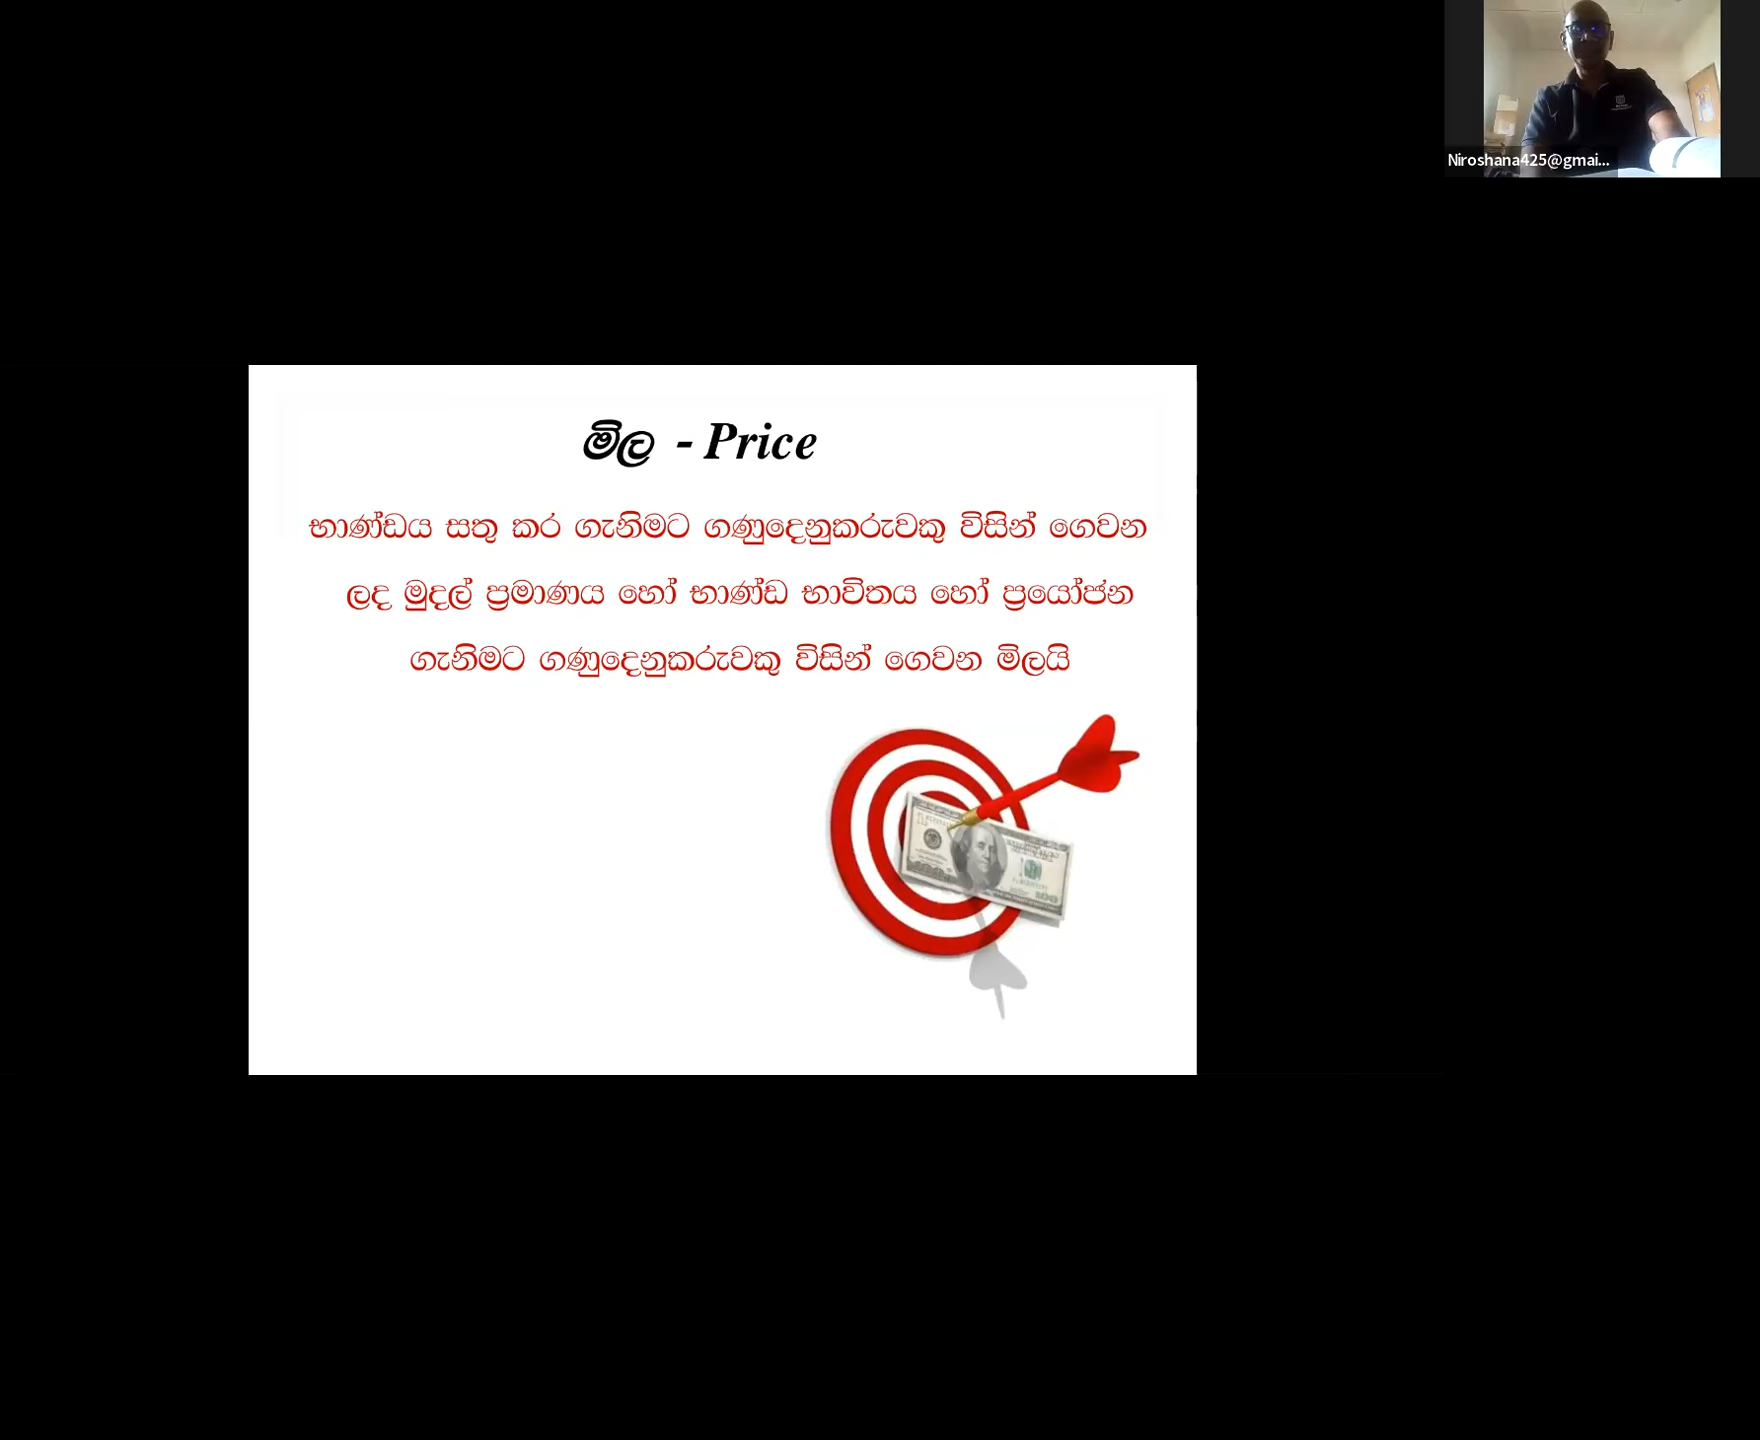 Niroshana425@gmai...
මිල - Price
භාණ්ඩය සතු කර ගැනිමට ගණුදෙනුකරුවකු විසින් ගෙවන
ලද මුදල් ප්‍රමාණය හෝ භාණ්ඩ භාවිතය හෝ ප්‍රයෝජන
ගැනිමට ගණුදෙනුකරුවකු විසින් ගෙවන මිලයි